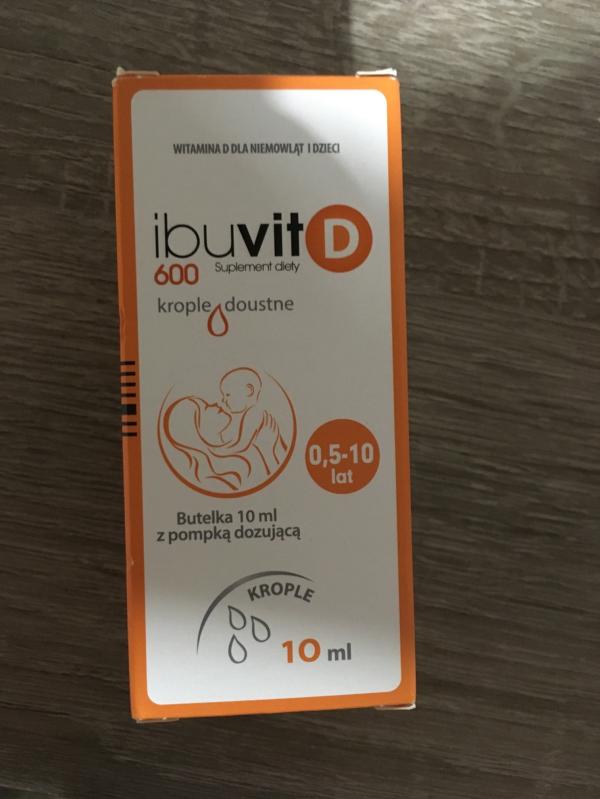 WITAMINA D DLA NIEMOWLĄT I DZIECI
ibuvit D
600 Suplement diety
krople doustne
0,5-10
lat
Butelka 10 ml
z pompką dozującą
KROPLE
10 ml